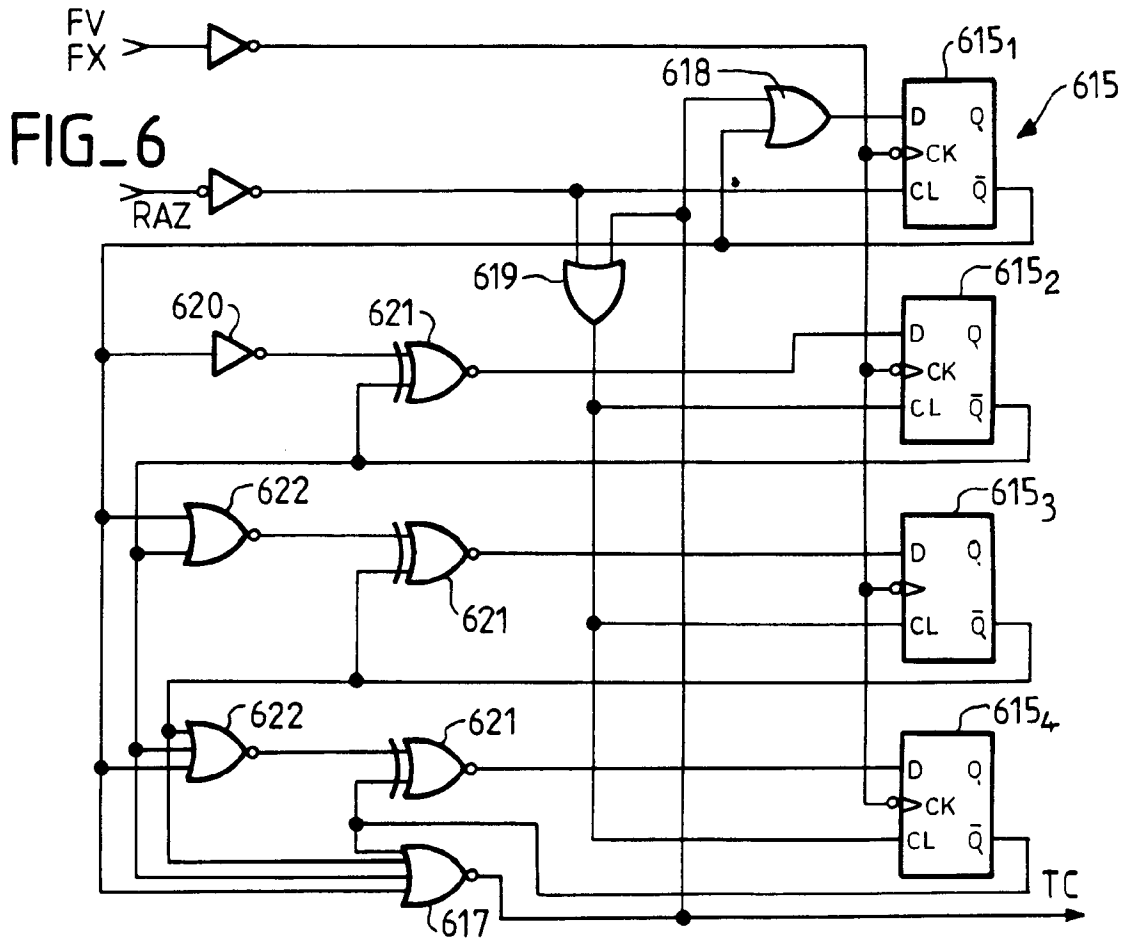 FV
FX
618
615₁
615
FIG_6
D Q
CK
CL Q̄
RAZ
619
615₂
620
621
D Q
CK
CL Q̄
622
615₃
D Q
CL Q̄
621
622
621
615₄
D Q
CK
CL Q̄
TC
617